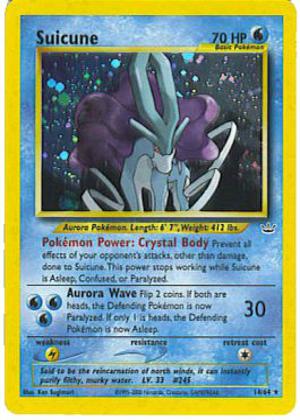 Suicune
70 HP
Basic Pokémon
Aurora Pokémon. Length: 6' 7", Weight: 412 lbs.
Pokémon Power: Crystal Body Prevent all
effects of your opponent's attacks, other than damage,
done to Suicune. This power stops working while Suicune
is Asleep, Confused, or Paralyzed.
Aurora Wave Flip 2 coins. If both are
heads, the Defending Pokémon is now
Paralyzed. If only 1 is heads, the Defending
Pokémon is now Asleep.
30
weakness
resistance
retreat cost
Said to be the reincarnation of north winds, it can instantly
purify filthy, murky water. LV. 33 #245
Illus. Ken Sugimori
14/64